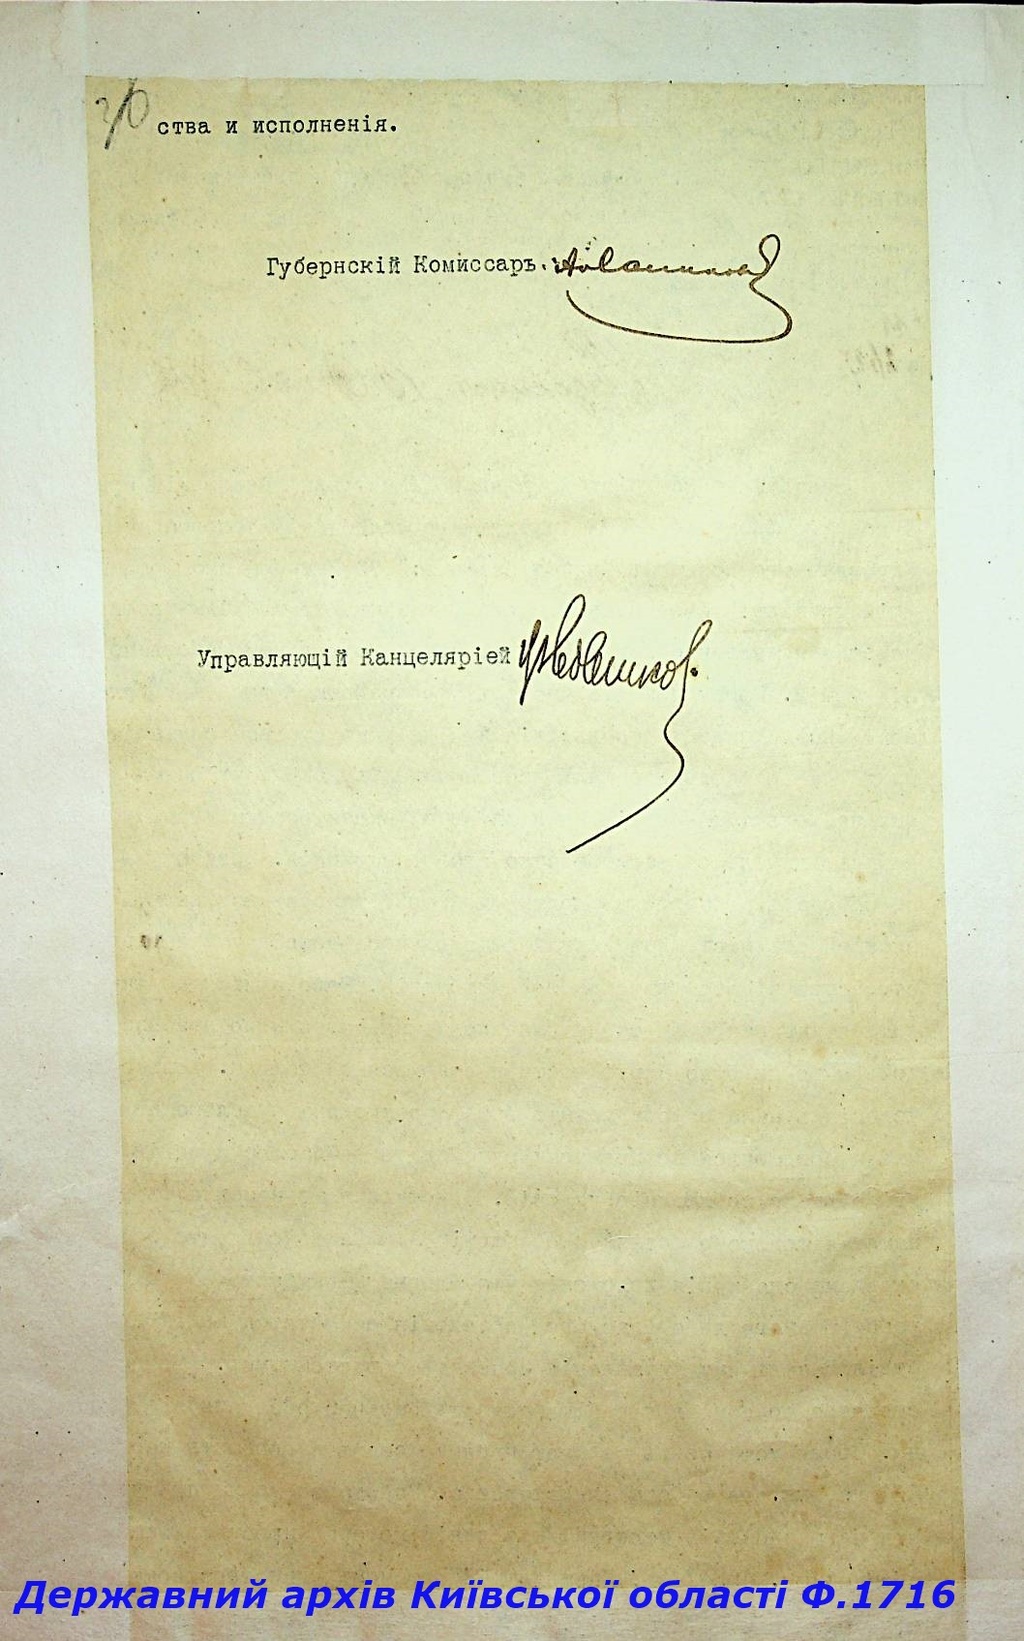 ства и исполненія.
Губернскій Комиссаръ.
Управляющій Канцеляріей
Державний архів Київської області Ф.1716